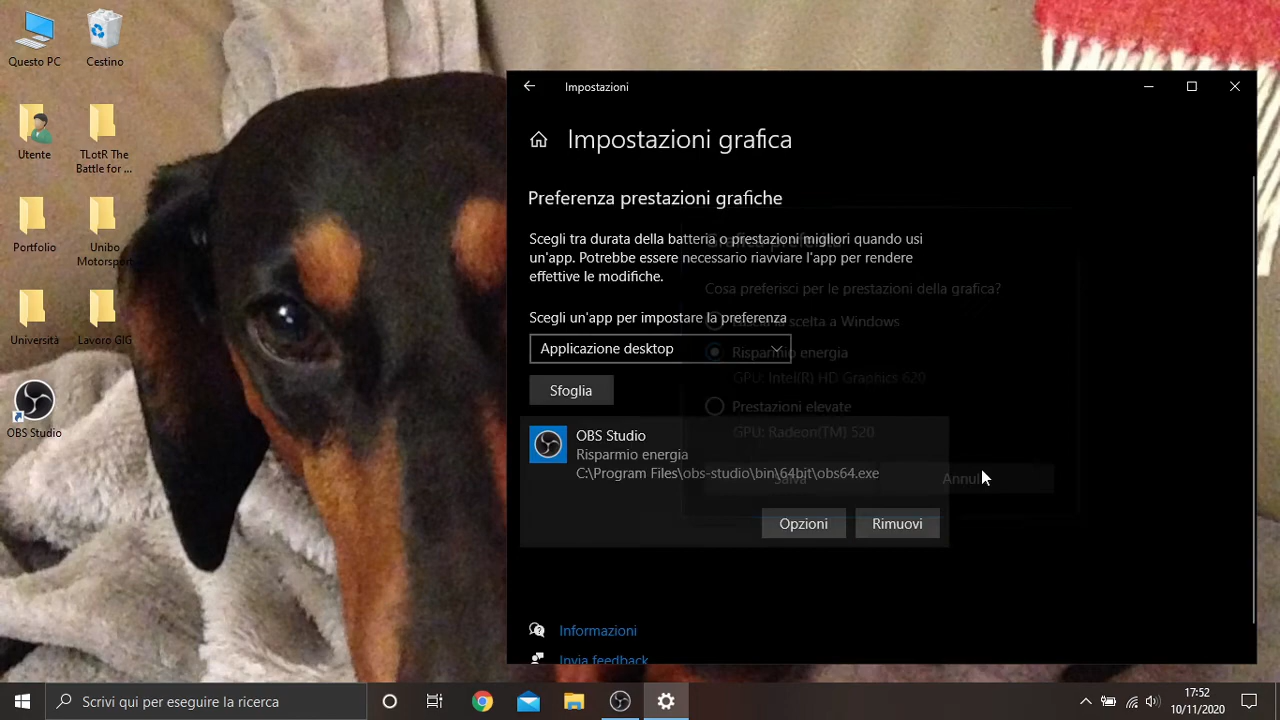 Questo PC
Cestino
Utente
TLotR The
Battle for ...
Portfolio
Unibo
Motorsport
Università
Lavoro GIG
OBS Studio
Impostazioni
Impostazioni grafica
Preferenza prestazioni grafiche
Scegli tra durata della batteria o prestazioni migliori quando usi
un'app. Potrebbe essere necessario riavviare l'app per rendere
effettive le modifiche.
Scegli un'app per impostare la preferenza
Applicazione desktop
Sfoglia
OBS Studio
Risparmio energia
C:\Program Files\obs-studio\bin\64bit\obs64.exe
Opzioni
Rimuovi
Informazioni
Invia feedback
Cosa preferisci per le prestazioni della grafica?
Lascia la scelta a Windows
Risparmio energia
GPU: Intel(R) HD Graphics 620
Prestazioni elevate
GPU: Radeon(TM) 520
Salva
Scrivi qui per eseguire la ricerca
17:52
10/11/2020